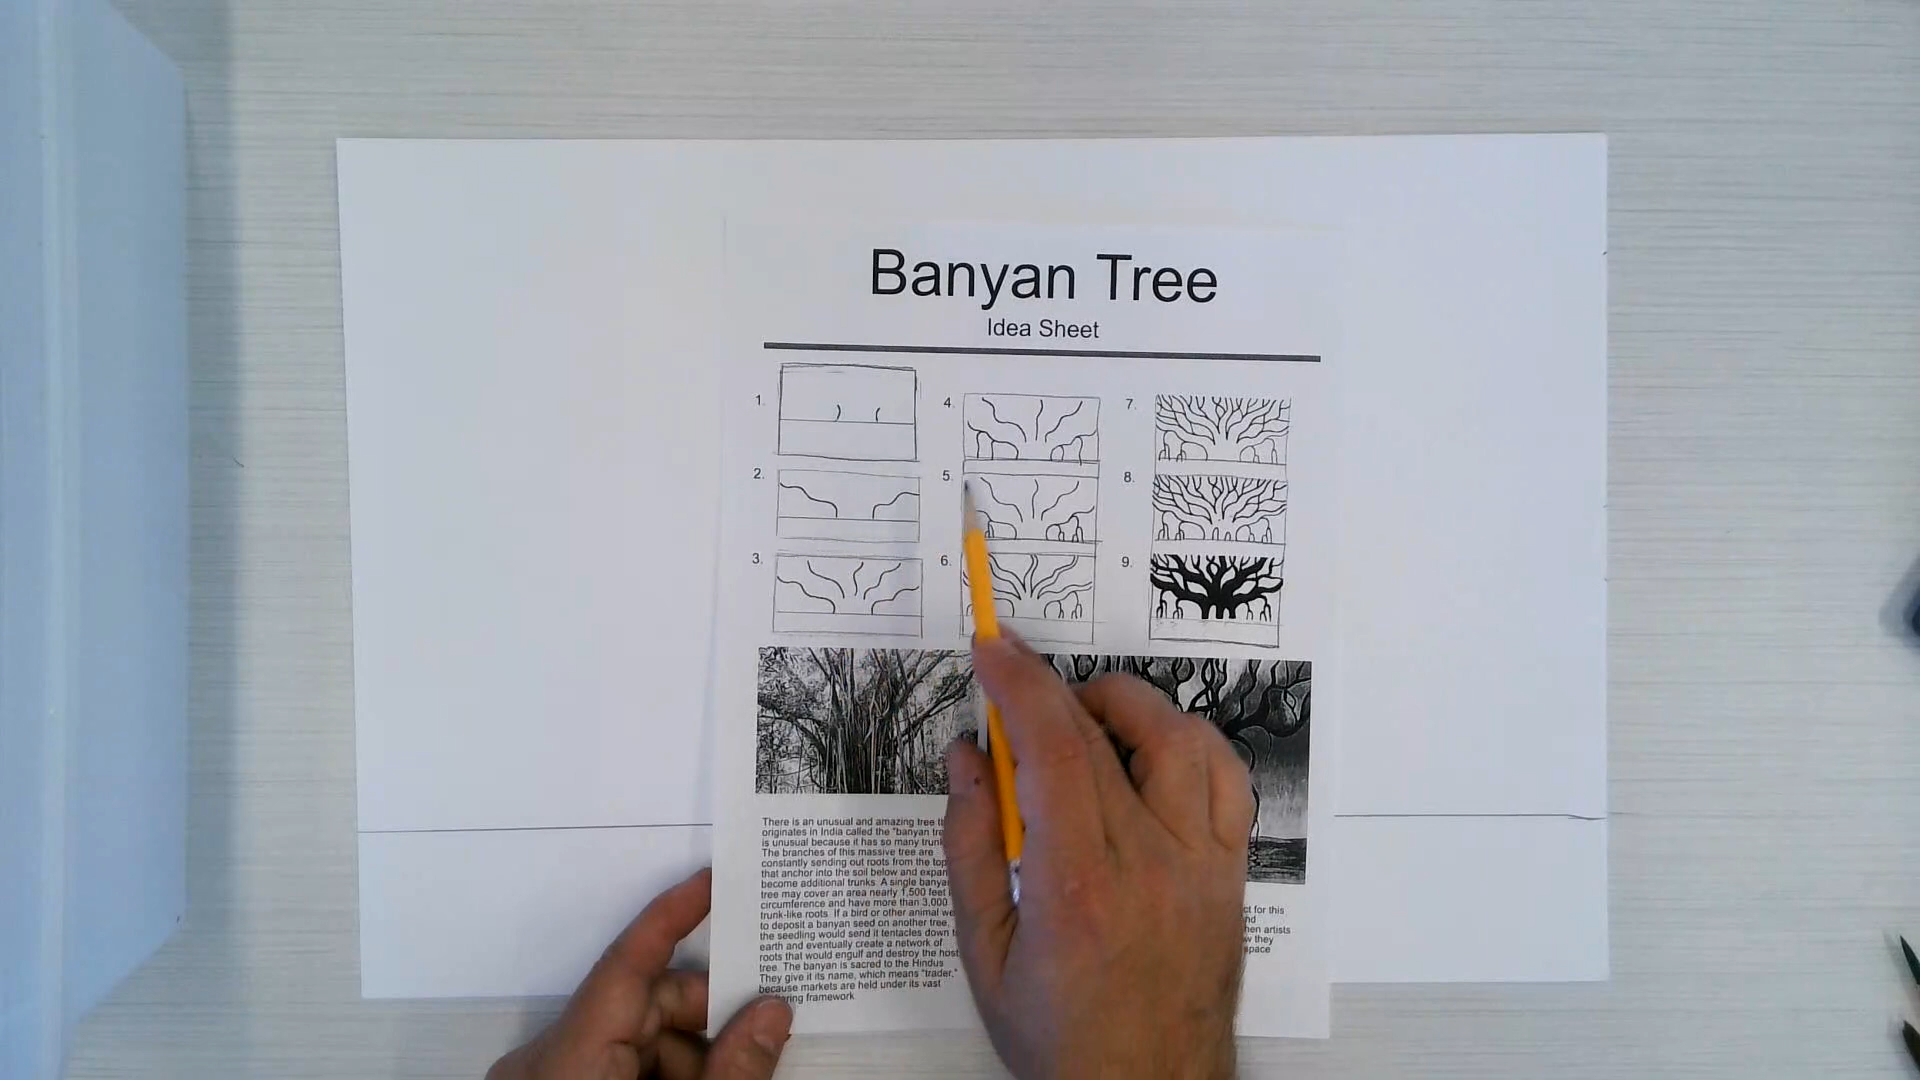 Banyan Tree
Idea Sheet
1.
2.
3.
4.
5.
6.
7.
8.
9.
There is an unusual and amazing tree
originates in India called the "banyan
is unusual because it has so many
The branches of this massive tree are
constantly sending out roots from the top
that anchor into the soil below and
become additional trunks. A single
tree may cover an area nearly 1,500 feet
circumference and have more than 3,000
trunk-like roots. If a bird or other animal
to deposit a banyan seed on another tree,
the seedling would send it tentacles down
earth and eventually create a network of
roots that would engulf and destroy the host
tree. The banyan is sacred to the Hindus
They give it its name, which means "trader,"
because markets are held under its vast
framework
for this
artists
they
space